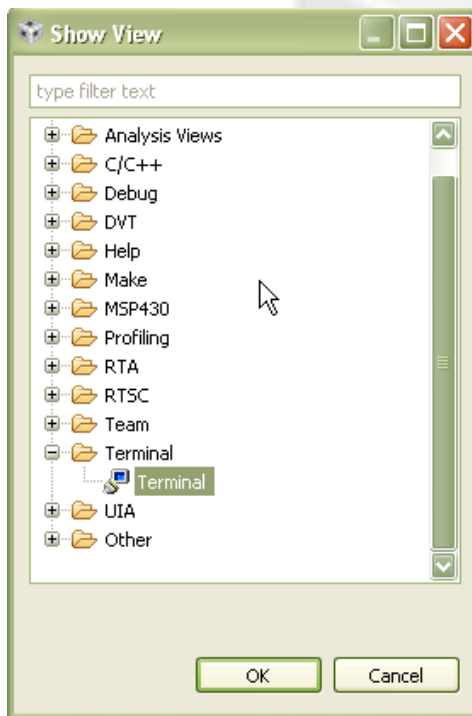 Show View
type filter text
Analysis Views
C/C++
Debug
DVT
Help
Make
MSP430
Profiling
RTA
RTSC
Team
Terminal
Terminal
UIA
Other
OK Cancel